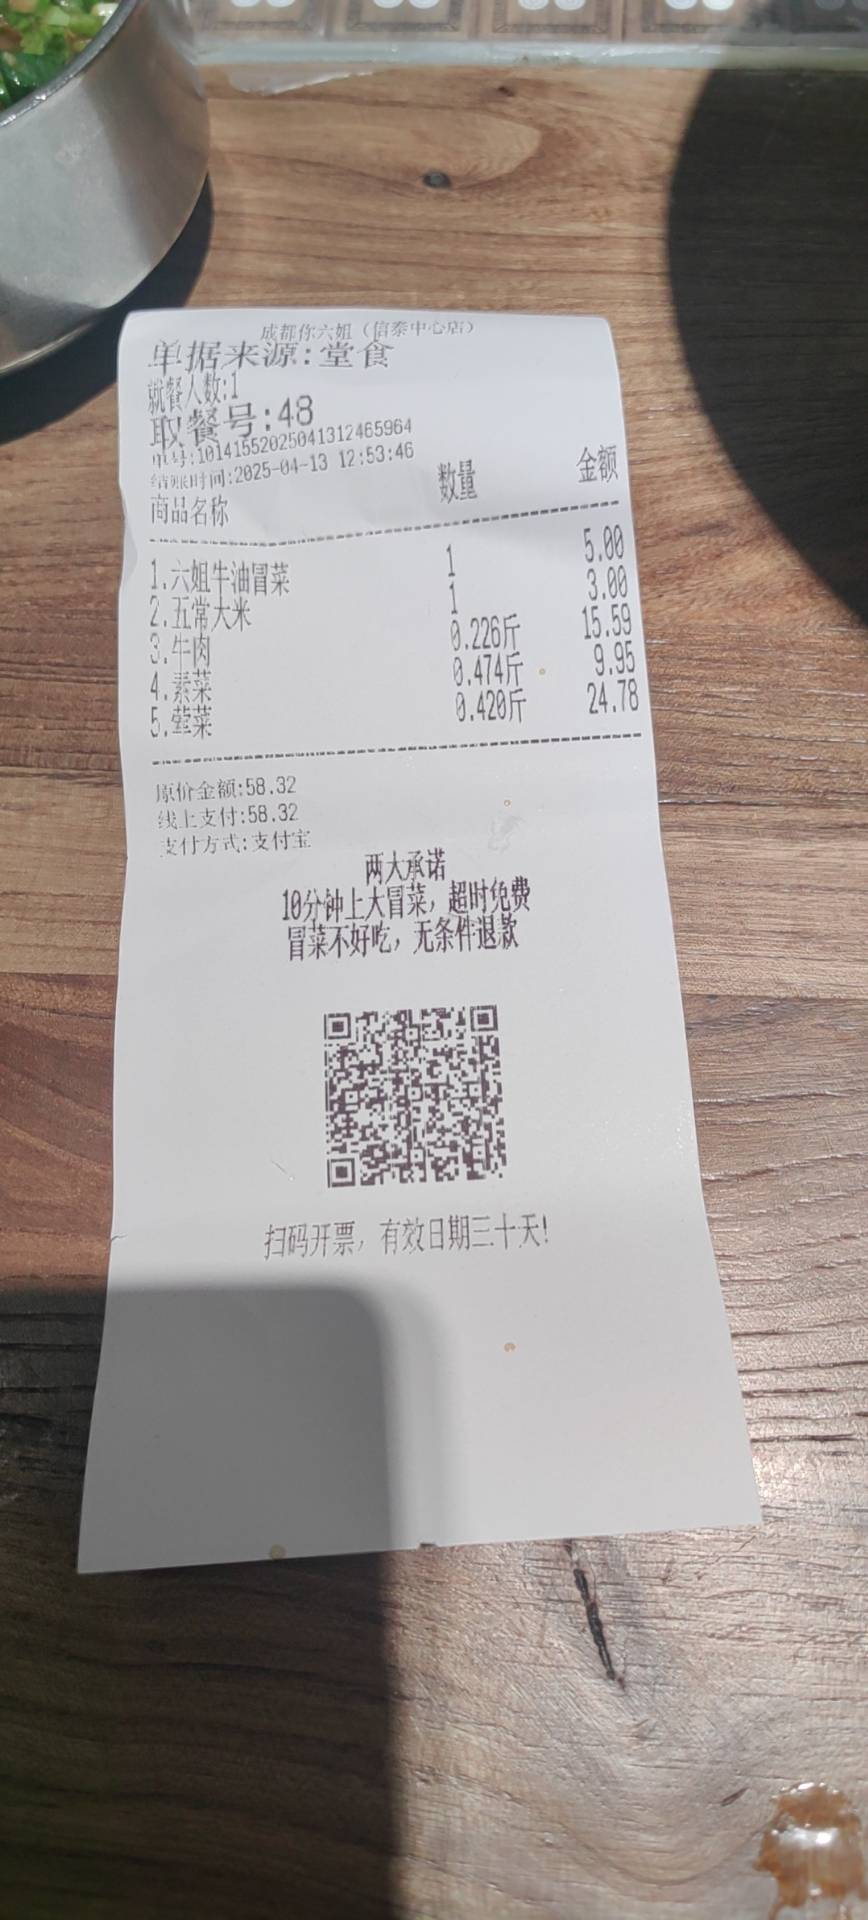 成都你六姐（信泰中心店）
单据来源:堂食
就餐人数:1
取餐号:48
单号:10141552025041312465964
结账时间:2025-04-13 12:53:46
商品名称 数量 金额
1.六姐牛油冒菜 1 5.00
2.五常大米 1 3.00
3.牛肉 0.226斤 15.59
4.素菜 0.474斤 9.95
5.荤菜 0.420斤 24.78
原价金额:58.32
线上支付:58.32
支付方式:支付宝
两大承诺
10分钟上大冒菜，超时免费
冒菜不好吃，无条件退款
扫码开票，有效日期三十天!